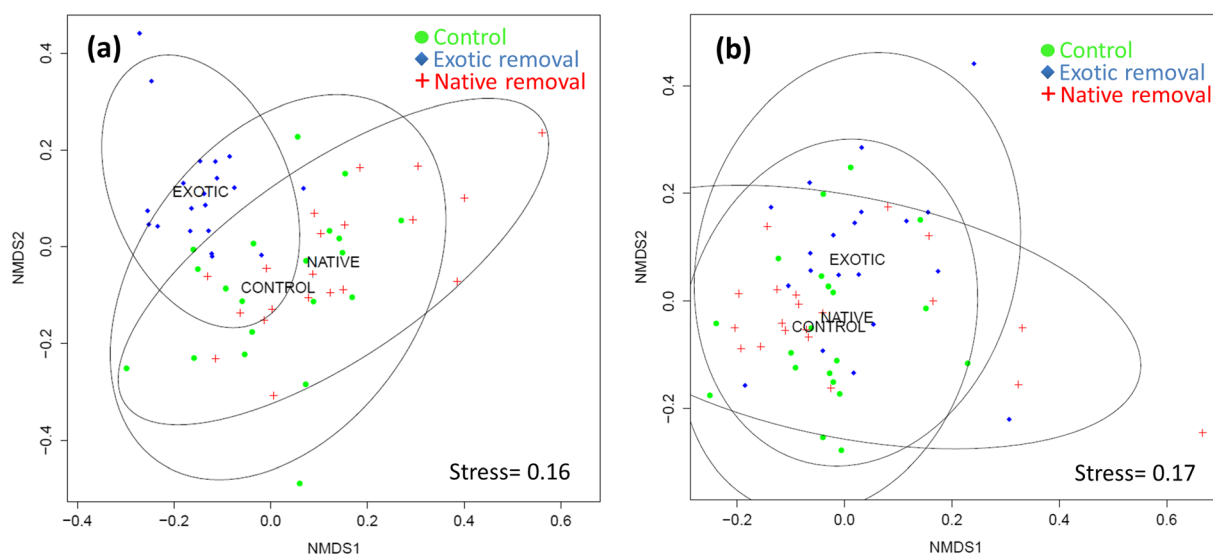 (a)
Control
Exotic removal
Native removal
EXOTIC
NATIVE
CONTROL
Stress= 0.16
NMDS2
0.4
0.2
0.0
−0.2
−0.4
−0.4 −0.2 0.0 0.2 0.4 0.6
NMDS1
(b)
Control
Exotic removal
Native removal
EXOTIC
NATIVE
CONTROL
Stress= 0.17
NMDS2
0.4
0.2
0.0
−0.2
−0.2 0.0 0.2 0.4 0.6
NMDS1